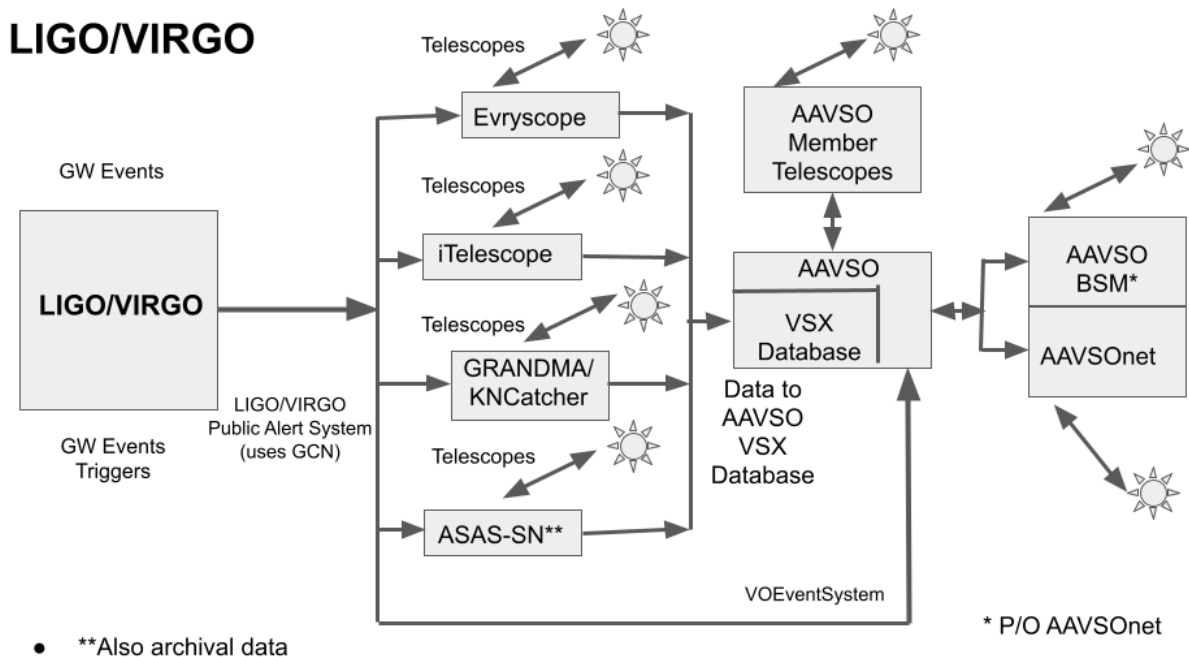 LIGO/VIRGO
GW Events
LIGO/VIRGO
GW Events
Triggers
LIGO/VIRGO
Public Alert System
(uses GCN)
Telescopes
Evryscope
Telescopes
iTelescope
Telescopes
GRANDMA/
KNCatcher
Telescopes
ASAS-SN**
AAVSO
Member
Telescopes
AAVSO
VSX
Database
Data to
AAVSO
VSX
Database
VOEventSystem
AAVSO
BSM*
AAVSOnet
* P/O AAVSOnet
● **Also archival data